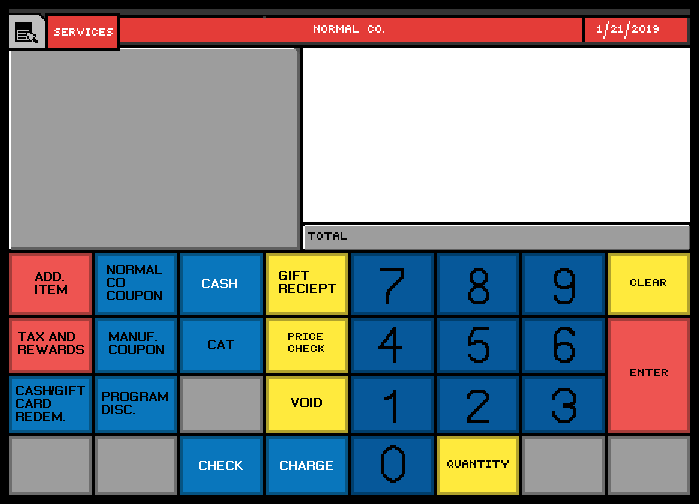 SERVICES
NORMAL CO.
1/21/2019
TOTAL
ADD.
ITEM
NORMAL
CO
COUPON
CASH
GIFT
RECIEPT
7
8
9
CLEAR
TAX AND
REWARDS
MANUF.
COUPON
CAT
PRICE
CHECK
4
5
6
ENTER
CASH/GIFT
CARD
REDEM.
PROGRAM
DISC.
VOID
1
2
3
CHECK
CHARGE
0
QUANTITY